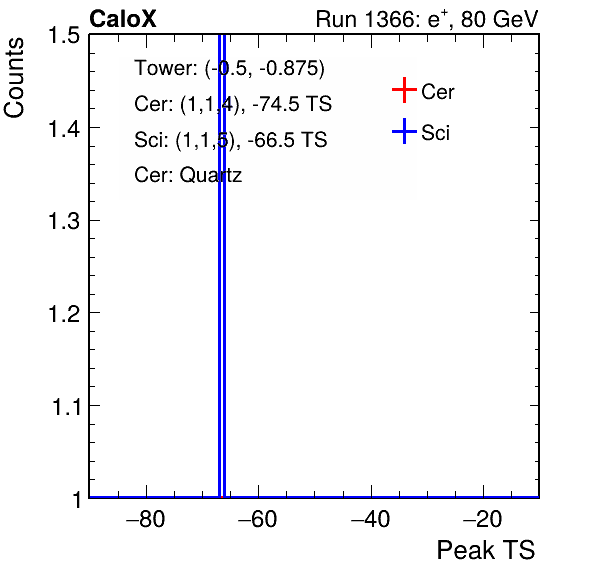 CaloX Run 1366: e⁺, 80 GeV
Counts
1.5
1.4
1.3
1.2
1.1
1
Tower: (-0.5, -0.875)
Cer: (1,1,4), -74.5 TS
Sci: (1,1,5), -66.5 TS
Cer: Quartz
Cer
Sci
−80 −60 −40 −20
Peak TS